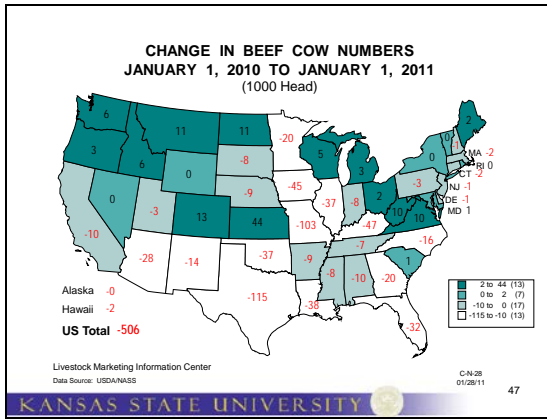 CHANGE IN BEEF COW NUMBERS
JANUARY 1, 2010 TO JANUARY 1, 2011
(1000 Head)
6
3
11
6
11
-20
-8
0
0
-3
-10
-9
-45
5
3
-37
-8
2
-3
0
0
-1
2
MA -2
RI 0
CT -2
NJ -1
DE -1
MD 1
13
44
-103
-47
10
10
-16
-7
-28
-14
-37
-9
-115
-38
-8
-10
-20
1
-32
Alaska -0
Hawaii -2
US Total -506
2 to 44 (13)
0 to 2 (7)
-10 to 0 (17)
-115 to -10 (13)
Livestock Marketing Information Center
Data Source: USDA/NASS
C-N-28
01/28/11
47
KANSAS STATE UNIVERSITY